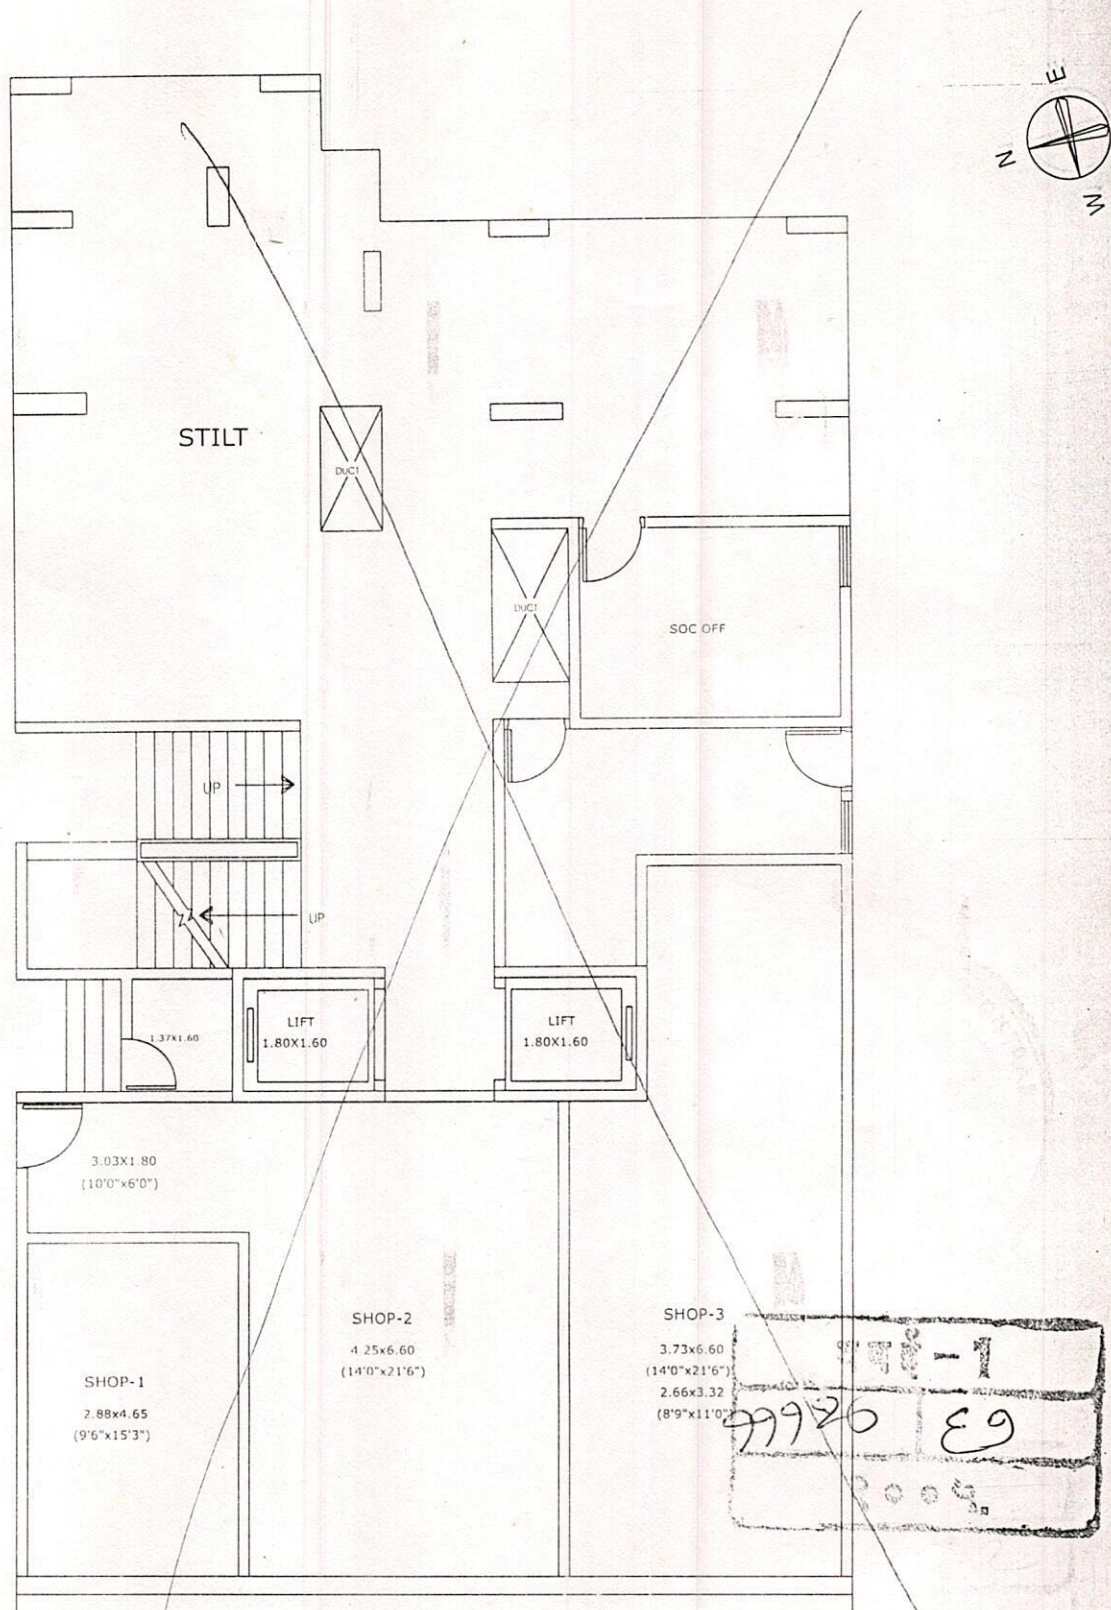 E
N
W
STILT
DUCT
DUCT
SOC OFF
UP
UP
LIFT
1.80X1.60
LIFT
1.80X1.60
1.37X1.60
3.03X1.80
(10'0"x6'0")
SHOP-2
4.25x6.60
(14'0"x21'6")
SHOP-3
3.73x6.60
(14'0"x21'6")
2.66x3.32
(8'9"x11'0")
SHOP-1
2.88x4.65
(9'6"x15'3")